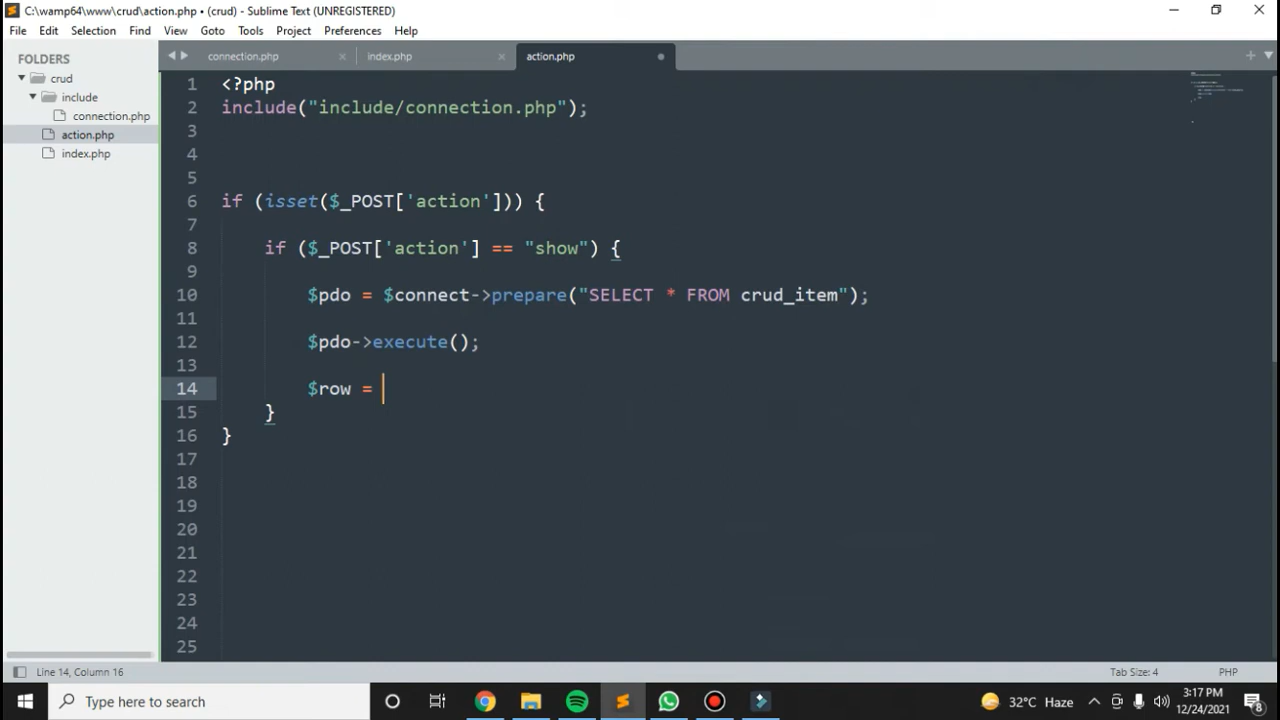 C:\wamp64\www\crud\action.php • (crud) - Sublime Text (UNREGISTERED)
File Edit Selection Find View Goto Tools Project Preferences Help
FOLDERS
crud
include
connection.php
action.php
index.php
connection.php index.php action.php
1 <?php
2 include("include/connection.php");
3
4
5
6 if (isset($_POST['action'])) {
7
8 if ($_POST['action'] == "show") {
9
10 $pdo = $connect->prepare("SELECT * FROM crud_item");
11
12 $pdo->execute();
13
14 $row =
15 }
16 }
17
18
19
20
21
22
23
24
25
Line 14, Column 16 Tab Size: 4 PHP
Type here to search 32°C Haze 3:17 PM
12/24/2021 8